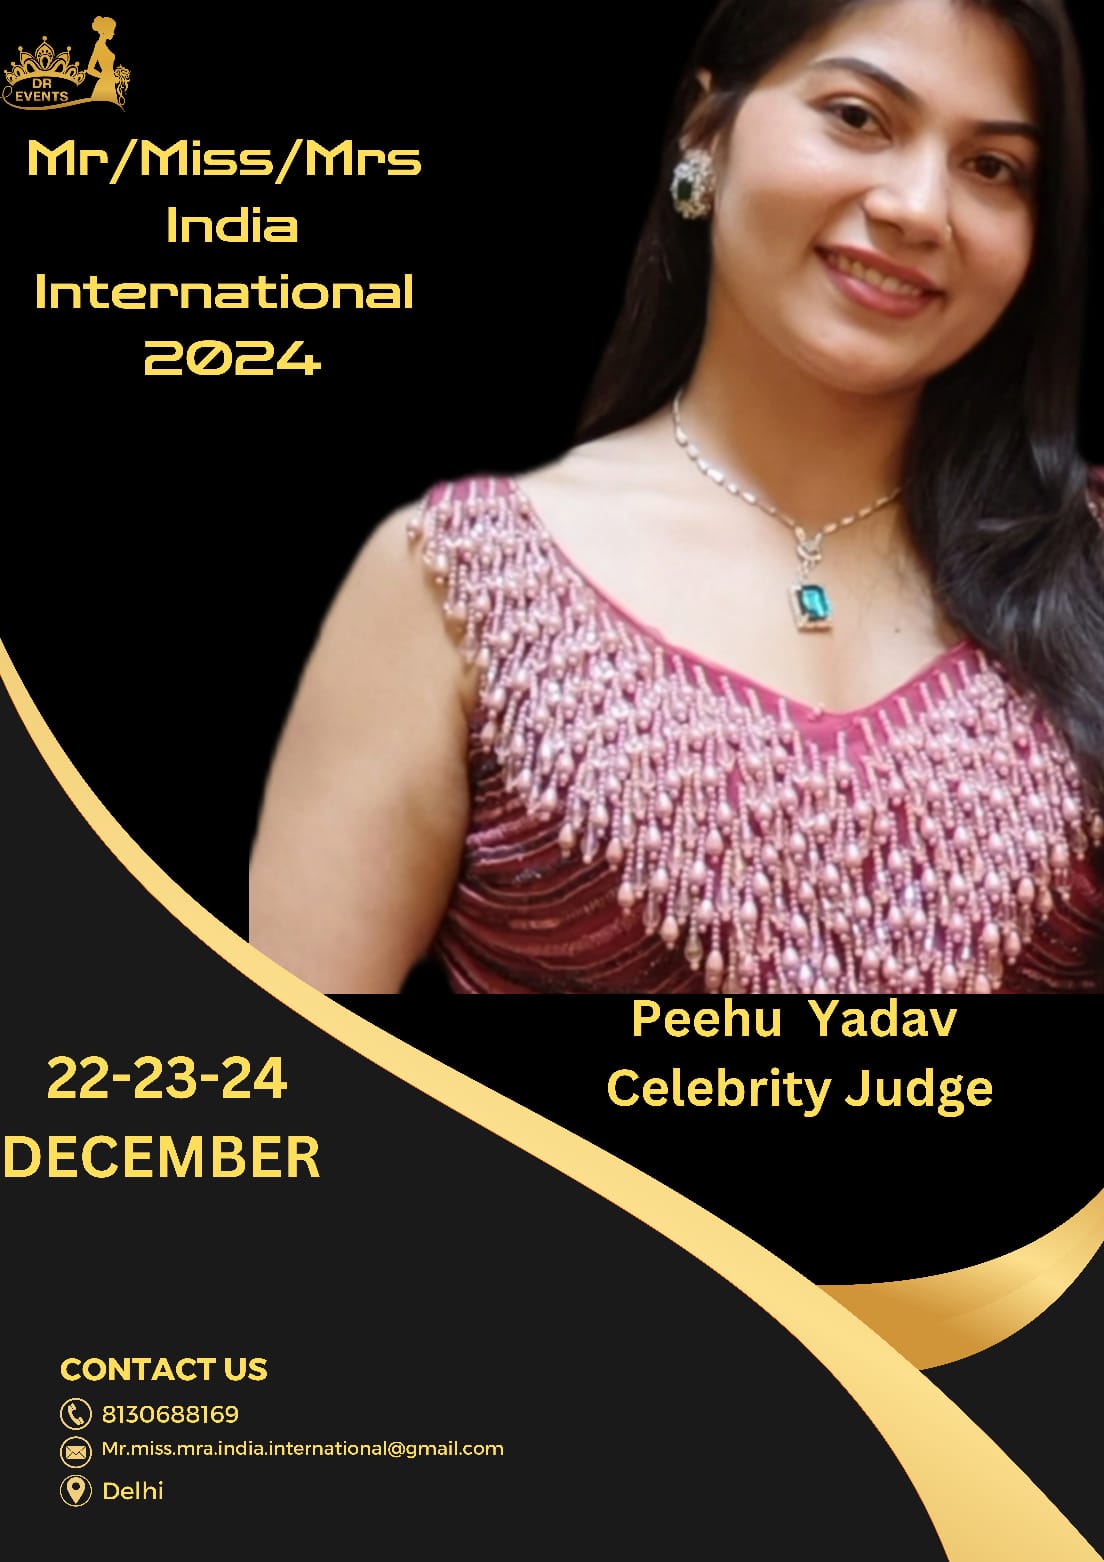 DR
EVENTS
Mr/Miss/Mrs
India
International
2024
Peehu Yadav
Celebrity Judge
22-23-24
DECEMBER
CONTACT US
8130688169
Mr.miss.mra.india.international@gmail.com
Delhi